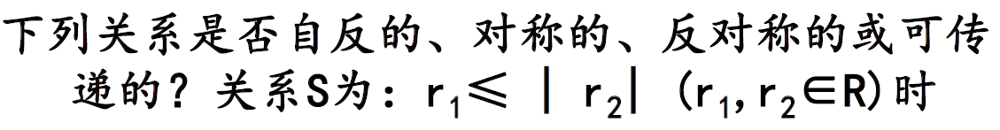 下列关系是否自反的、对称的、反对称的或可传
递的？关系S为：r₁≤ | r₂| (r₁,r₂∈R)时